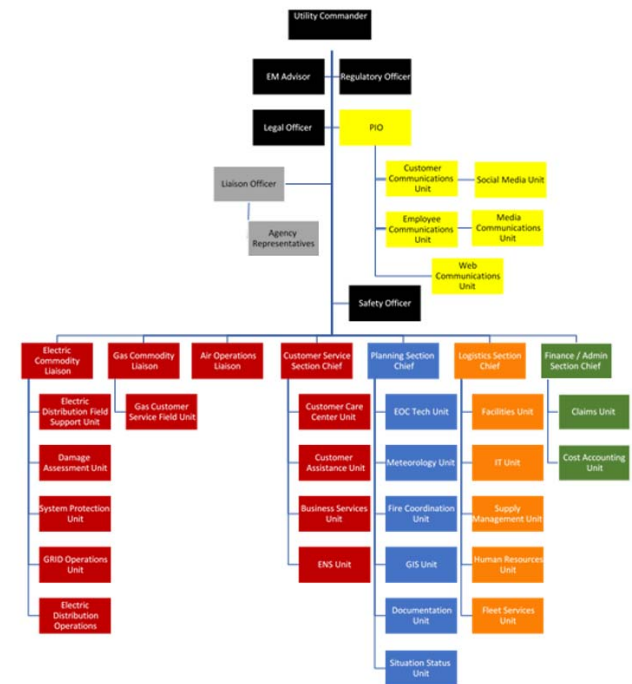 Utility Commander
EM Advisor
Regulatory Officer
Legal Officer
PIO
Customer
Communications
Unit
Social Media Unit
Liaison Officer
Employee
Communications
Unit
Media
Communications
Unit
Agency
Representatives
Web
Communications
Unit
Safety Officer
Electric
Commodity
Liaison
Gas Commodity
Liaison
Air Operations
Liaison
Customer Service
Section Chief
Planning Section
Chief
Logistics Section
Chief
Finance / Admin
Section Chief
Electric
Distribution Field
Support Unit
Gas Customer
Service Field Unit
Customer Care
Center Unit
EOC Tech Unit
Facilities Unit
Claims Unit
Damage
Assessment Unit
Customer
Assistance Unit
Meteorology Unit
IT Unit
Cost Accounting
Unit
System Protection
Unit
Business Services
Unit
Fire Coordination
Unit
Supply
Management Unit
GRID Operations
Unit
ENS Unit
GIS Unit
Human Resources
Unit
Electric
Distribution
Operations
Documentation
Unit
Fleet Services
Unit
Situation Status
Unit